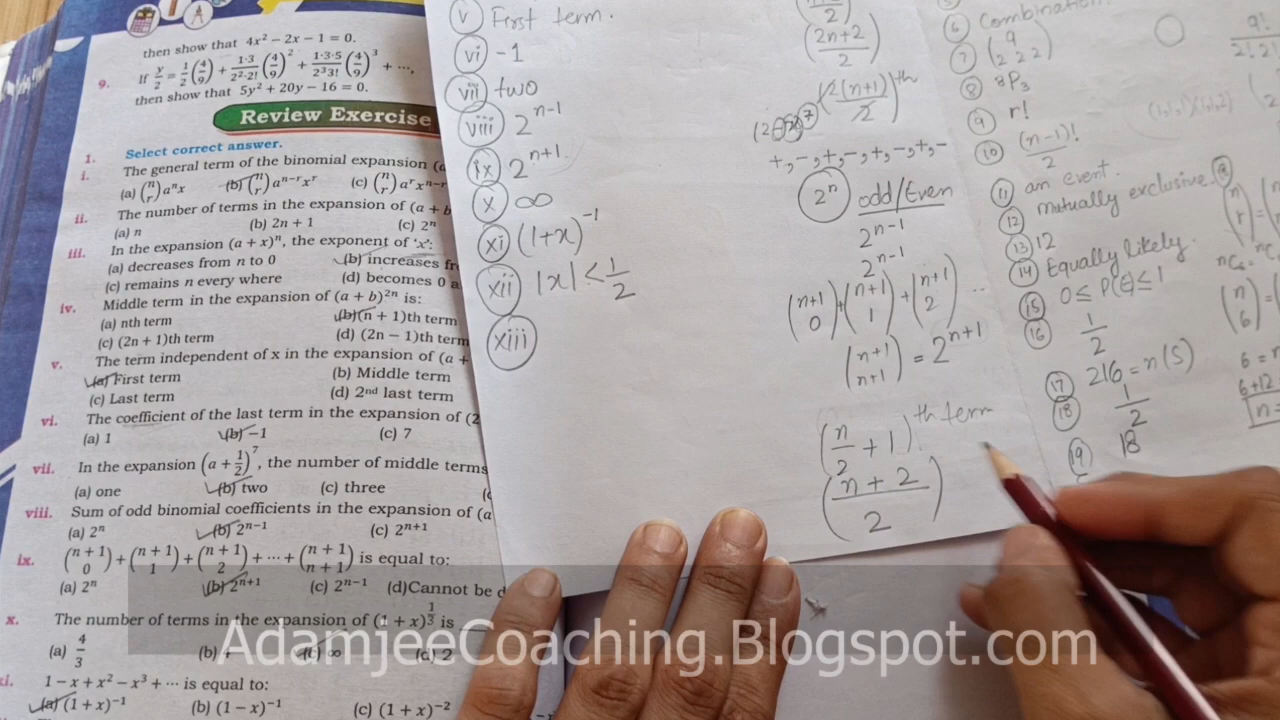 then show that 4x² − 2x − 1 = 0.
9. If y/2 = 1/2 (4/9) + 1·3/2²·2! (4/9)² + 1·3·5/2³3! (4/9)³ + ⋯,
then show that 5y² + 20y − 16 = 0.
Review Exercise
1. Select correct answer.
i. The general term of the binomial expansion
(a) (n r) aⁿx (b) (n r) aⁿ⁻ʳxʳ (c) (n r) aʳxⁿ⁻ʳ
ii. The number of terms in the expansion of (a + b
(a) n (b) 2n + 1 (c) 2ⁿ
iii. In the expansion (a + x)ⁿ, the exponent of 'x':
(a) decreases from n to 0 (b) increases fr
(c) remains n every where (d) becomes 0 a
iv. Middle term in the expansion of (a + b)²ⁿ is:
(a) nth term (b) (n + 1)th term
(c) (2n + 1)th term (d) (2n − 1)th term
v. The term independent of x in the expansion of (a +
(a) First term (b) Middle term
(c) Last term (d) 2nd last term
vi. The coefficient of the last term in the expansion of (2
(a) 1 (b) −1 (c) 7
vii. In the expansion (a + 1/2)⁷, the number of middle terms
(a) one (b) two (c) three
viii. Sum of odd binomial coefficients in the expansion of (a
(a) 2ⁿ (b) 2ⁿ⁻¹ (c) 2ⁿ⁺¹
ix. (n+1 0) + (n+1 1) + (n+1 2) + ⋯ + (n+1 n+1) is equal to:
(a) 2ⁿ (b) 2ⁿ⁺¹ (c) 2ⁿ⁻¹ (d) Cannot be d
x. The number of terms in the expansion of (1 + x)^(1/3) is
(a) 4/3 (b) 4 (c) ∞ (d) 2
xi. 1 − x + x² − x³ + ⋯ is equal to:
(a) (1 + x)⁻¹ (b) (1 − x)⁻¹ (c) (1 + x)⁻²
v First term.
vi -1
vii two
viii 2ⁿ⁻¹
ix 2ⁿ⁺¹
x ∞
xi (1+x)⁻¹
xii |x| < 1/2
xiii
(2n+2 / 2)
(2(n+1) / 2)th
+,-,+,-,+,-,+,-
2ⁿ odd/Even
2ⁿ⁻¹
2ⁿ⁻¹
(n+1 0) + (n+1 1) + (n+1 2) ...
(n+1 n+1) = 2ⁿ⁺¹
(n/2 + 1)th term
(n+2 / 2)
6 Combination.
7 (9 / 2 2 2)
8 8P₃
9 r!
10 (n-1)!/2
11 an event.
12 mutually exclusive.
13 12
14 Equally likely.
15 0 ≤ P(E) ≤ 1
16 1/2
17 216 = n(S)
18 1/2
19 18
AdamjeeCoaching.Blogspot.com